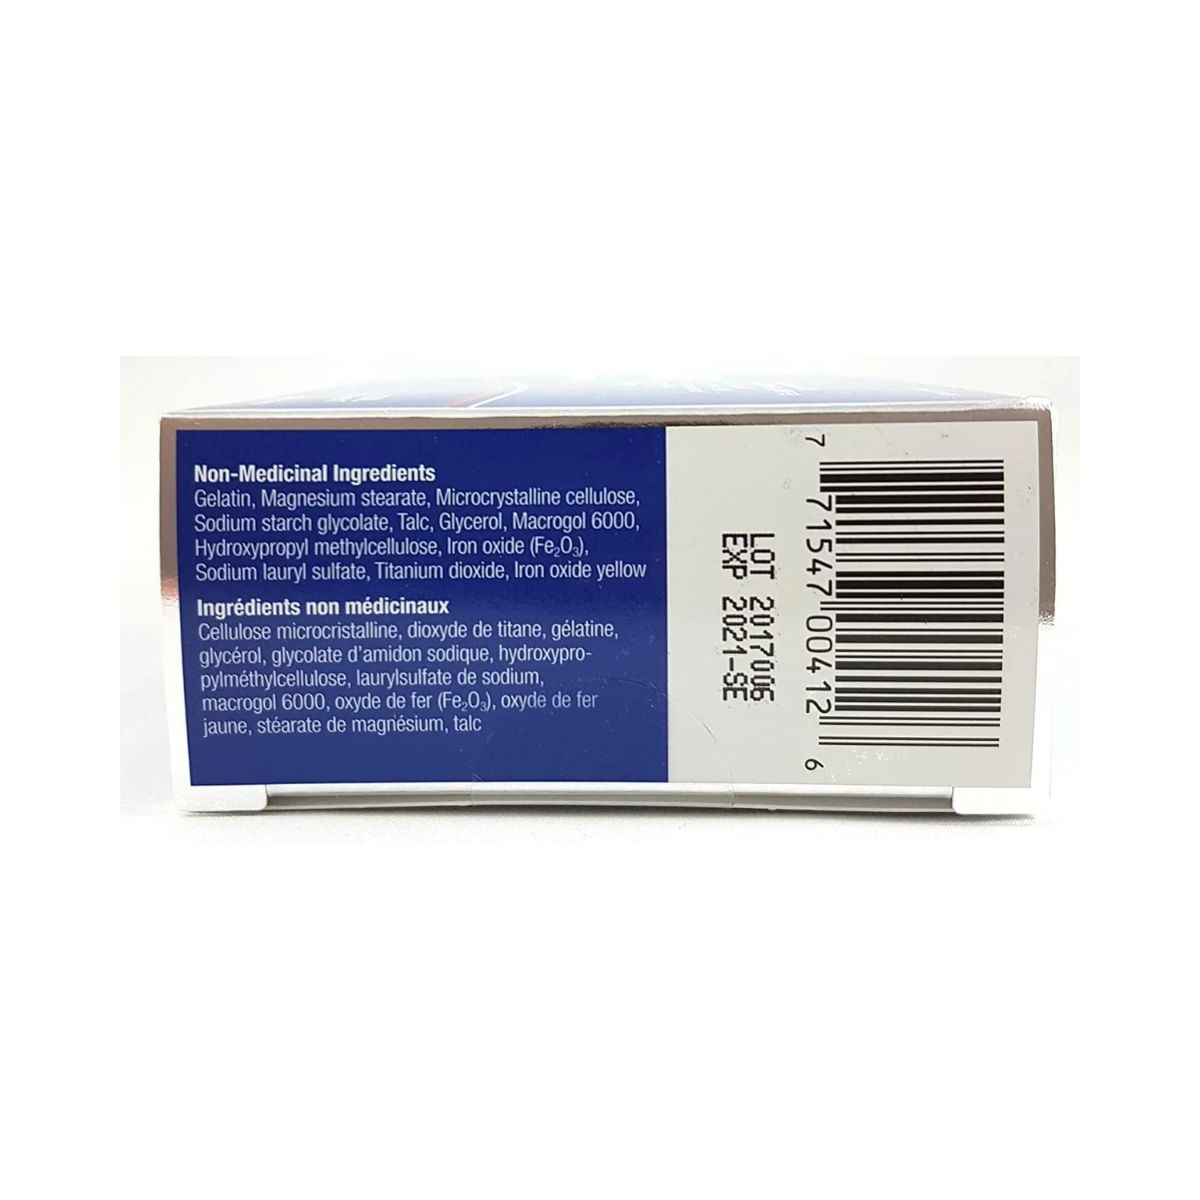 Non-Medicinal Ingredients
Gelatin, Magnesium stearate, Microcrystalline cellulose,
Sodium starch glycolate, Talc, Glycerol, Macrogol 6000,
Hydroxypropyl methylcellulose, Iron oxide (Fe₂O₃),
Sodium lauryl sulfate, Titanium dioxide, Iron oxide yellow
Ingrédients non médicinaux
Cellulose microcristalline, dioxyde de titane, gélatine,
glycérol, glycolate d'amidon sodique, hydroxypro-
pylméthylcellulose, laurylsulfate de sodium,
macrogol 6000, oxyde de fer (Fe₂O₃), oxyde de fer
jaune, stéarate de magnésium, talc
LOT 2017006
EXP 2021-SE
7 71547 00412 6